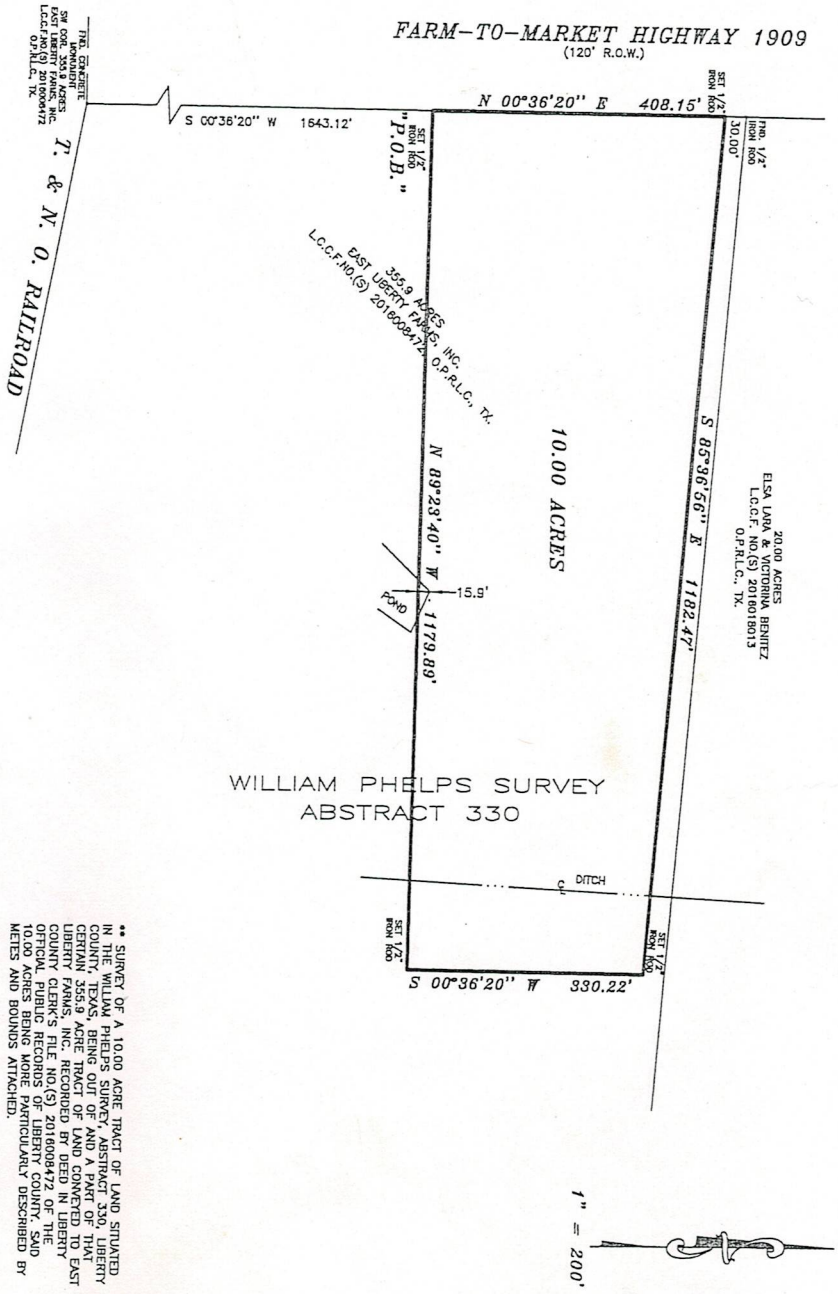 FARM-TO-MARKET HIGHWAY 1909
(120' R.O.W.)
N 00°36'20" E 408.15'
SET 1/2"
IRON ROD
FND. 1/2"
IRON ROD
30.00'
S 00°36'20" W 1643.12'
SET 1/2"
IRON ROD
"P.O.B."
FND. CONCRETE
MONUMENT
SW COR. 355.9 ACRES
EAST LIBERTY FARMS, INC.
L.C.C.F.NO.(S) 2016008472
O.P.R.L.C., TX.
T. & N. O. RAILROAD
355.9 ACRES
EAST LIBERTY FARMS, INC.
L.C.C.F.NO.(S) 2016008472, O.P.R.L.C., TX.
10.00 ACRES
S 85°36'56" E 1182.47'
20.00 ACRES
ELSA LARA & VICTORINA BENITEZ
L.C.C.F. NO.(S) 2016018013
O.P.R.L.C., TX.
N 89°23'40" W 1179.89'
15.9'
POND
WILLIAM PHELPS SURVEY
ABSTRACT 330
CL DITCH
SET 1/2"
IRON ROD
SET 1/2"
IRON ROD
S 00°36'20" W 330.22'
1" = 200'
** SURVEY OF A 10.00 ACRE TRACT OF LAND SITUATED
IN THE WILLIAM PHELPS SURVEY, ABSTRACT 330, LIBERTY
COUNTY, TEXAS, BEING OUT OF AND A PART OF THAT
CERTAIN 355.9 ACRE TRACT OF LAND CONVEYED TO EAST
LIBERTY FARMS, INC. RECORDED BY DEED IN LIBERTY
COUNTY CLERK'S FILE NO.(S) 2016008472 OF THE
OFFICIAL PUBLIC RECORDS OF LIBERTY COUNTY. SAID
10.00 ACRES BEING MORE PARTICULARLY DESCRIBED BY
METES AND BOUNDS ATTACHED.